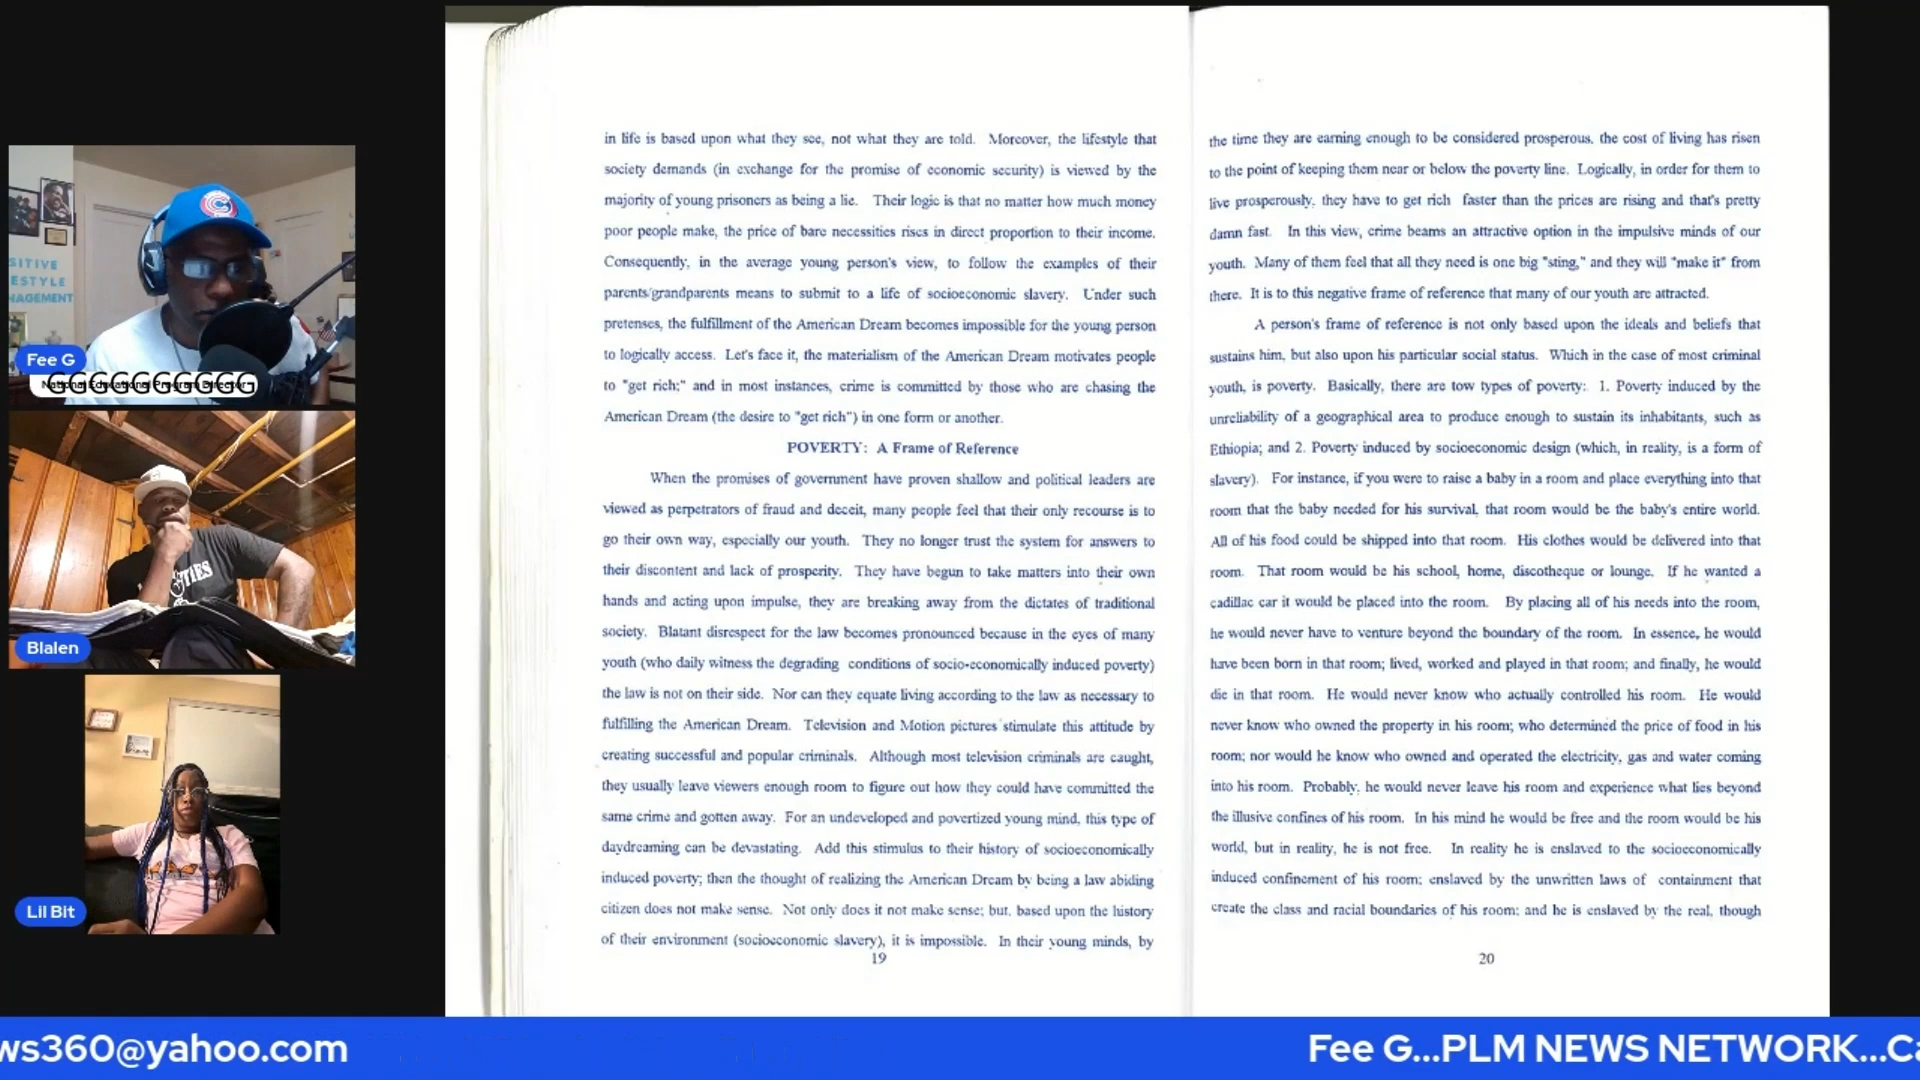 SITIVE
ESTYLE
NAGEMENT
Fee G
National Educational Program Director
GGGGGGGGGGG
Blalen
Lil Bit
in life is based upon what they see, not what they are told. Moreover, the lifestyle that
society demands (in exchange for the promise of economic security) is viewed by the
majority of young prisoners as being a lie. Their logic is that no matter how much money
poor people make, the price of bare necessities rises in direct proportion to their income.
Consequently, in the average young person's view, to follow the examples of their
parents/grandparents means to submit to a life of socioeconomic slavery. Under such
pretenses, the fulfillment of the American Dream becomes impossible for the young person
to logically access. Let's face it, the materialism of the American Dream motivates people
to "get rich;" and in most instances, crime is committed by those who are chasing the
American Dream (the desire to "get rich") in one form or another.
POVERTY: A Frame of Reference
When the promises of government have proven shallow and political leaders are
viewed as perpetrators of fraud and deceit, many people feel that their only recourse is to
go their own way, especially our youth. They no longer trust the system for answers to
their discontent and lack of prosperity. They have begun to take matters into their own
hands and acting upon impulse, they are breaking away from the dictates of traditional
society. Blatant disrespect for the law becomes pronounced because in the eyes of many
youth (who daily witness the degrading conditions of socio-economically induced poverty)
the law is not on their side. Nor can they equate living according to the law as necessary to
fulfilling the American Dream. Television and Motion pictures stimulate this attitude by
creating successful and popular criminals. Although most television criminals are caught,
they usually leave viewers enough room to figure out how they could have committed the
same crime and gotten away. For an undeveloped and povertized young mind, this type of
daydreaming can be devastating. Add this stimulus to their history of socioeconomically
induced poverty; then the thought of realizing the American Dream by being a law abiding
citizen does not make sense. Not only does it not make sense; but, based upon the history
of their environment (socioeconomic slavery), it is impossible. In their young minds, by
19
the time they are earning enough to be considered prosperous, the cost of living has risen
to the point of keeping them near or below the poverty line. Logically, in order for them to
live prosperously, they have to get rich faster than the prices are rising and that's pretty
damn fast. In this view, crime beams an attractive option in the impulsive minds of our
youth. Many of them feel that all they need is one big "sting," and they will "make it" from
there. It is to this negative frame of reference that many of our youth are attracted.
A person's frame of reference is not only based upon the ideals and beliefs that
sustains him, but also upon his particular social status. Which in the case of most criminal
youth, is poverty. Basically, there are tow types of poverty: 1. Poverty induced by the
unreliability of a geographical area to produce enough to sustain its inhabitants, such as
Ethiopia; and 2. Poverty induced by socioeconomic design (which, in reality, is a form of
slavery). For instance, if you were to raise a baby in a room and place everything into that
room that the baby needed for his survival, that room would be the baby's entire world.
All of his food could be shipped into that room. His clothes would be delivered into that
room. That room would be his school, home, discotheque or lounge. If he wanted a
cadillac car it would be placed into the room. By placing all of his needs into the room,
he would never have to venture beyond the boundary of the room. In essence, he would
have been born in that room; lived, worked and played in that room; and finally, he would
die in that room. He would never know who actually controlled his room. He would
never know who owned the property in his room; who determined the price of food in his
room; nor would he know who owned and operated the electricity, gas and water coming
into his room. Probably, he would never leave his room and experience what lies beyond
the illusive confines of his room. In his mind he would be free and the room would be his
world, but in reality, he is not free. In reality he is enslaved to the socioeconomically
induced confinement of his room; enslaved by the unwritten laws of containment that
create the class and racial boundaries of his room; and he is enslaved by the real, though
20
ws360@yahoo.com
Fee G...PLM NEWS NETWORK...Ca